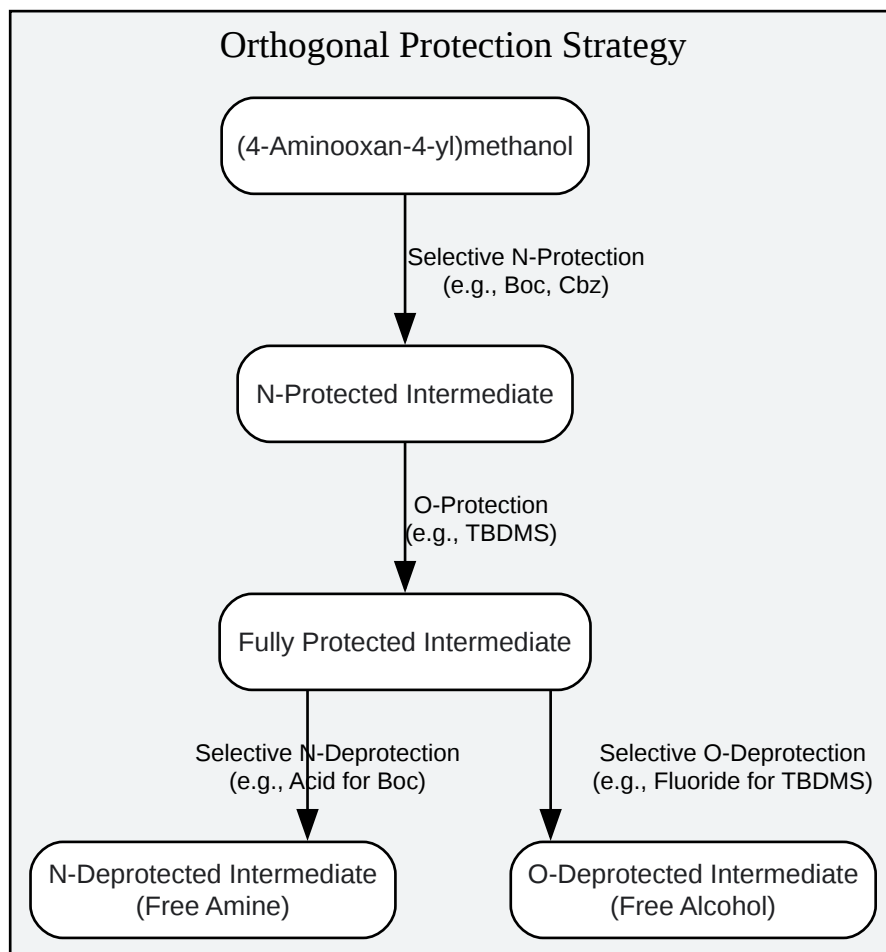 Orthogonal Protection Strategy
(4-Aminooxan-4-yl)methanol
Selective N-Protection
(e.g., Boc, Cbz)
N-Protected Intermediate
O-Protection
(e.g., TBDMS)
Fully Protected Intermediate
Selective N-Deprotection
(e.g., Acid for Boc)
Selective O-Deprotection
(e.g., Fluoride for TBDMS)
N-Deprotected Intermediate
(Free Amine)
O-Deprotected Intermediate
(Free Alcohol)